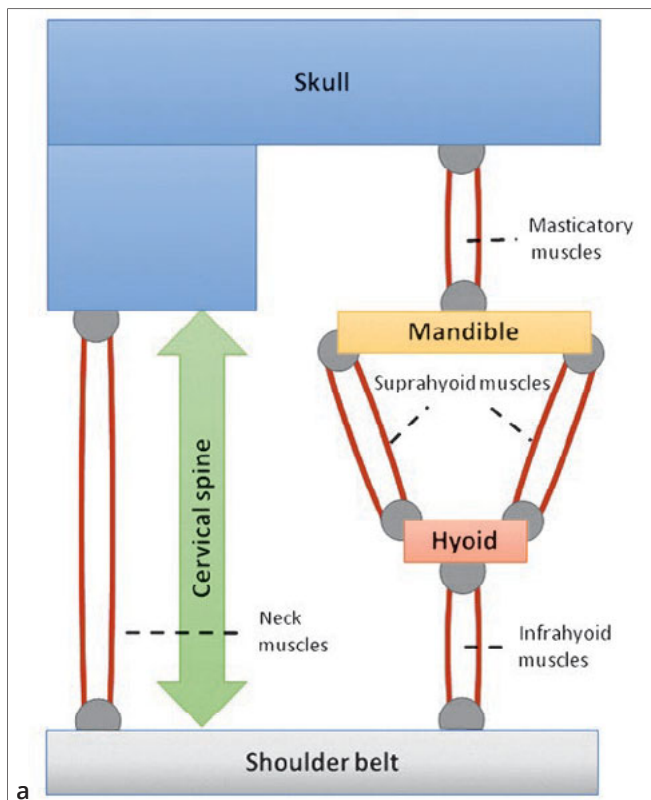 Skull
Masticatory
muscles
Mandible
Suprahyoid muscles
Cervical spine
Hyoid
Neck
muscles
Infrahyoid
muscles
Shoulder belt
a